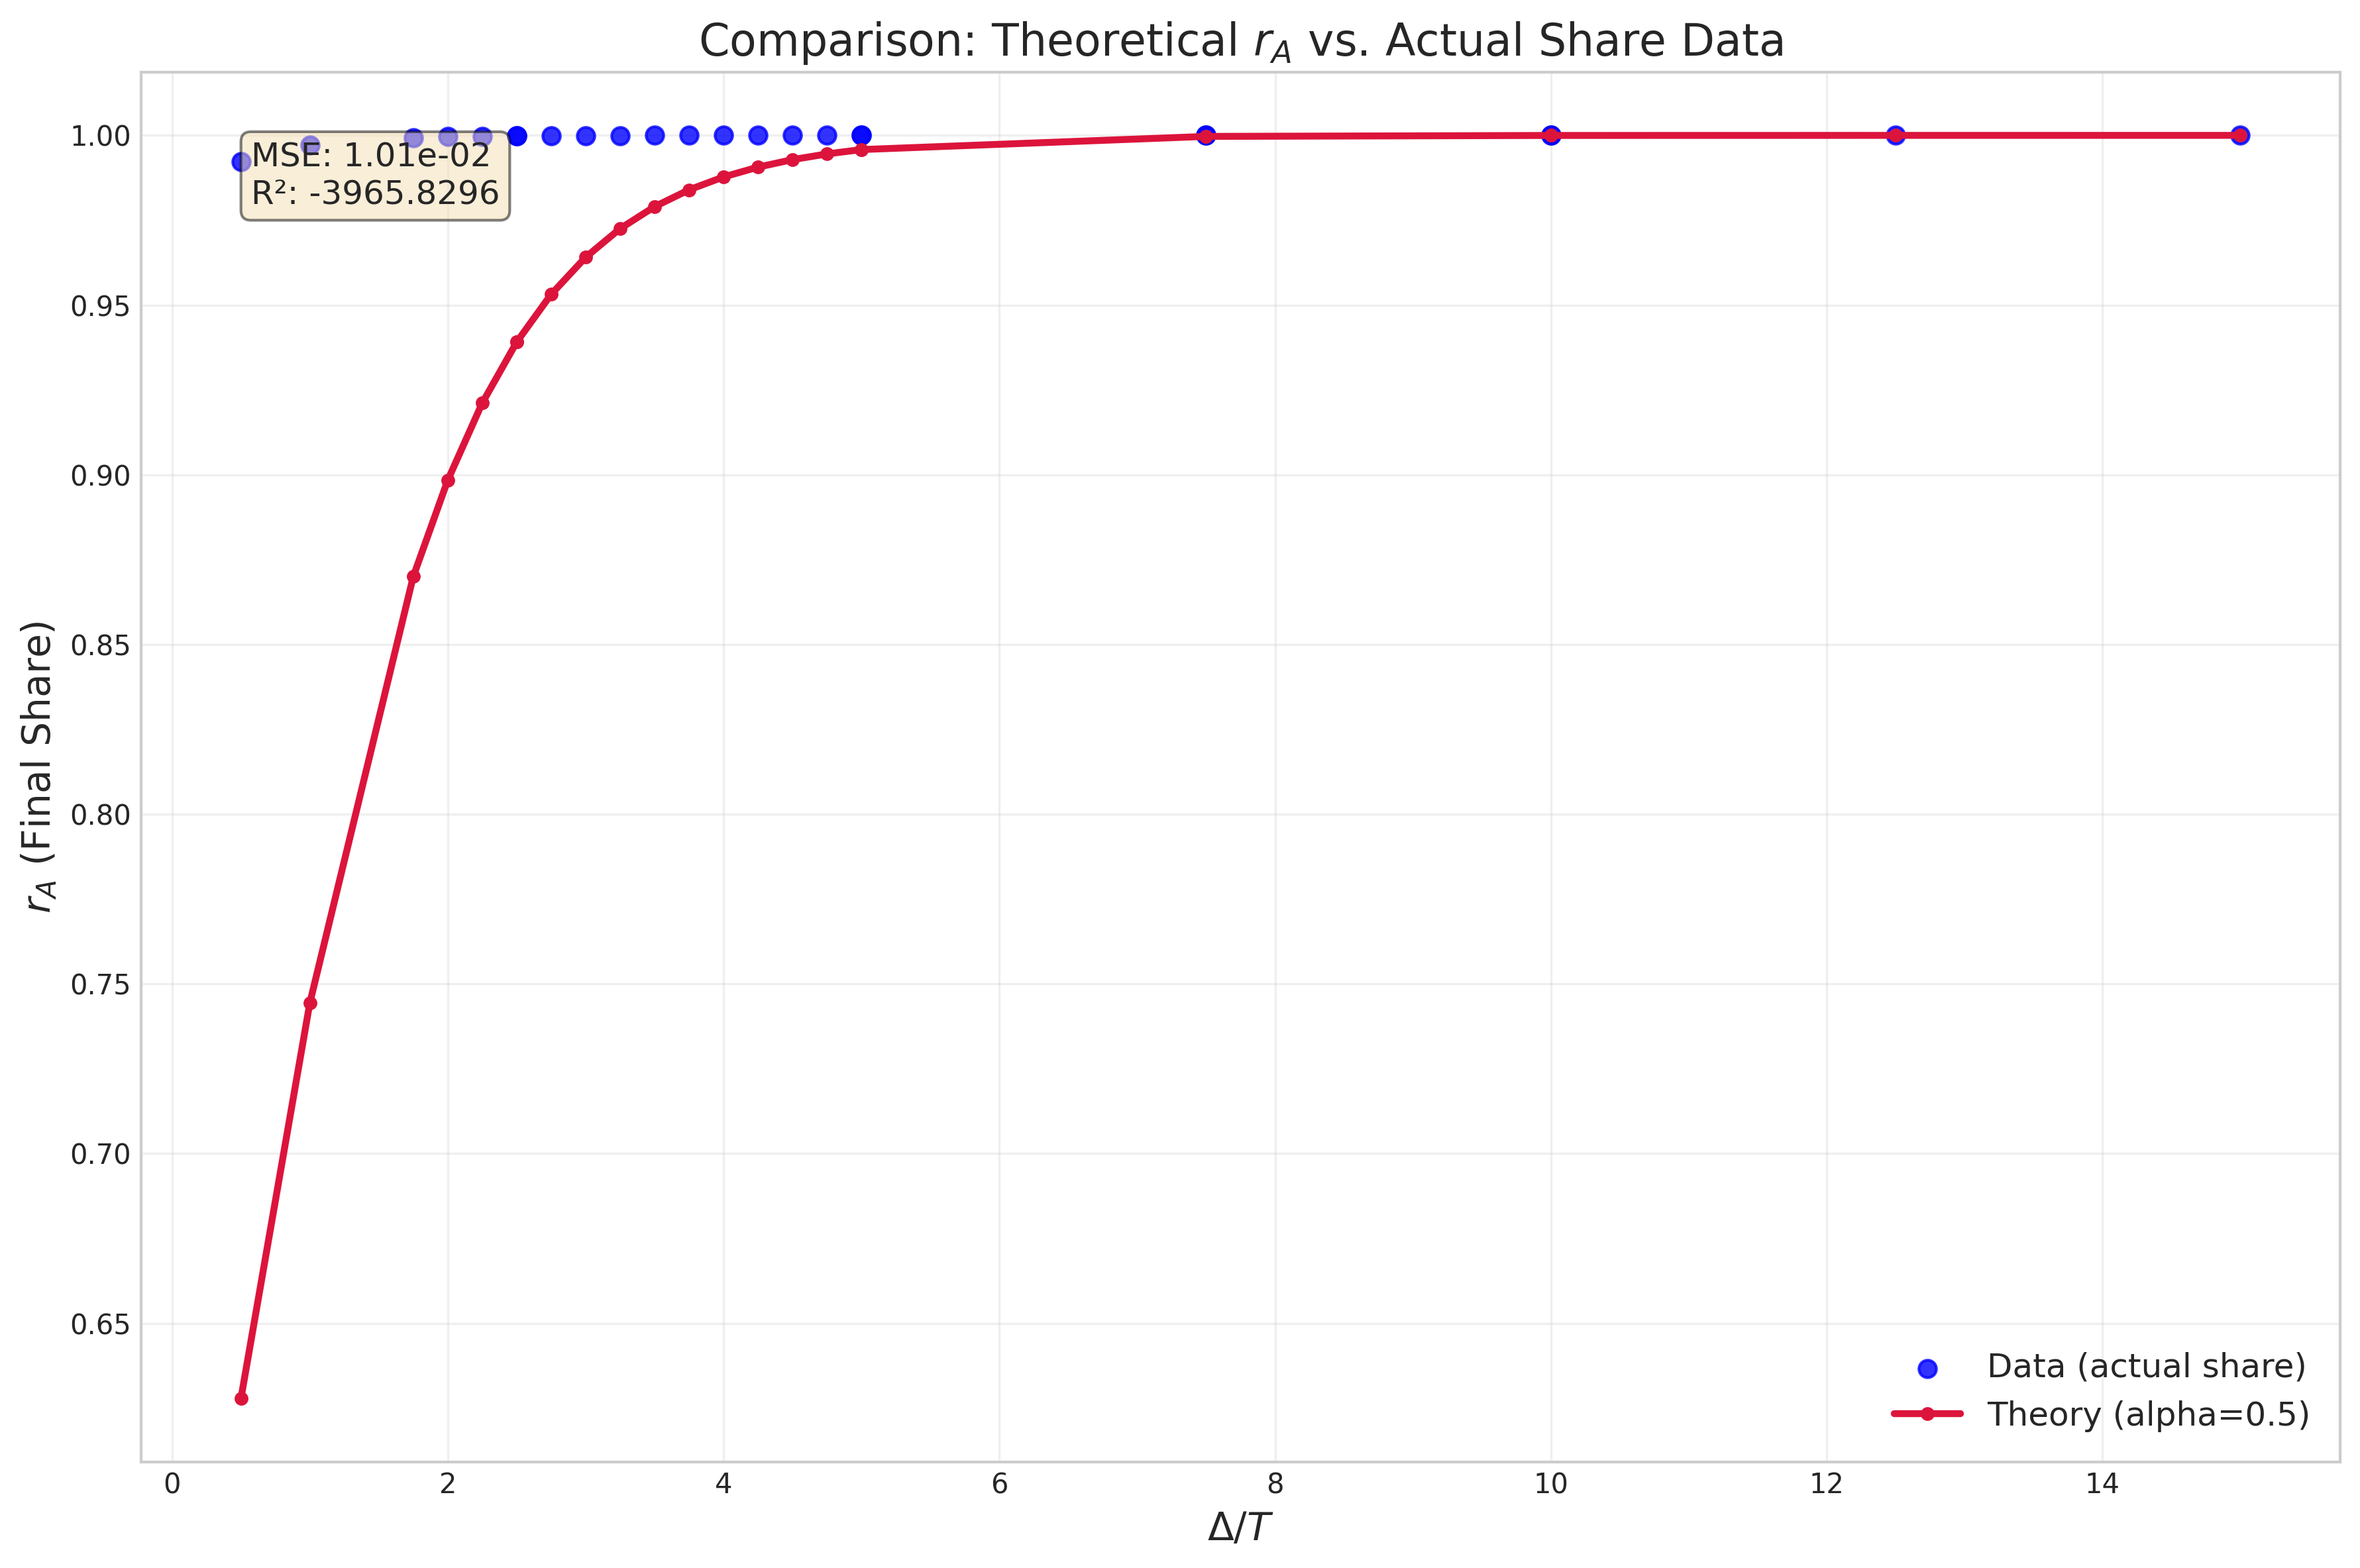 Comparison: Theoretical r_A vs. Actual Share Data
MSE: 1.01e-02
R²: -3965.8296
r_A (Final Share)
1.00
0.95
0.90
0.85
0.80
0.75
0.70
0.65
0 2 4 6 8 10 12 14
Δ/T
Data (actual share)
Theory (alpha=0.5)